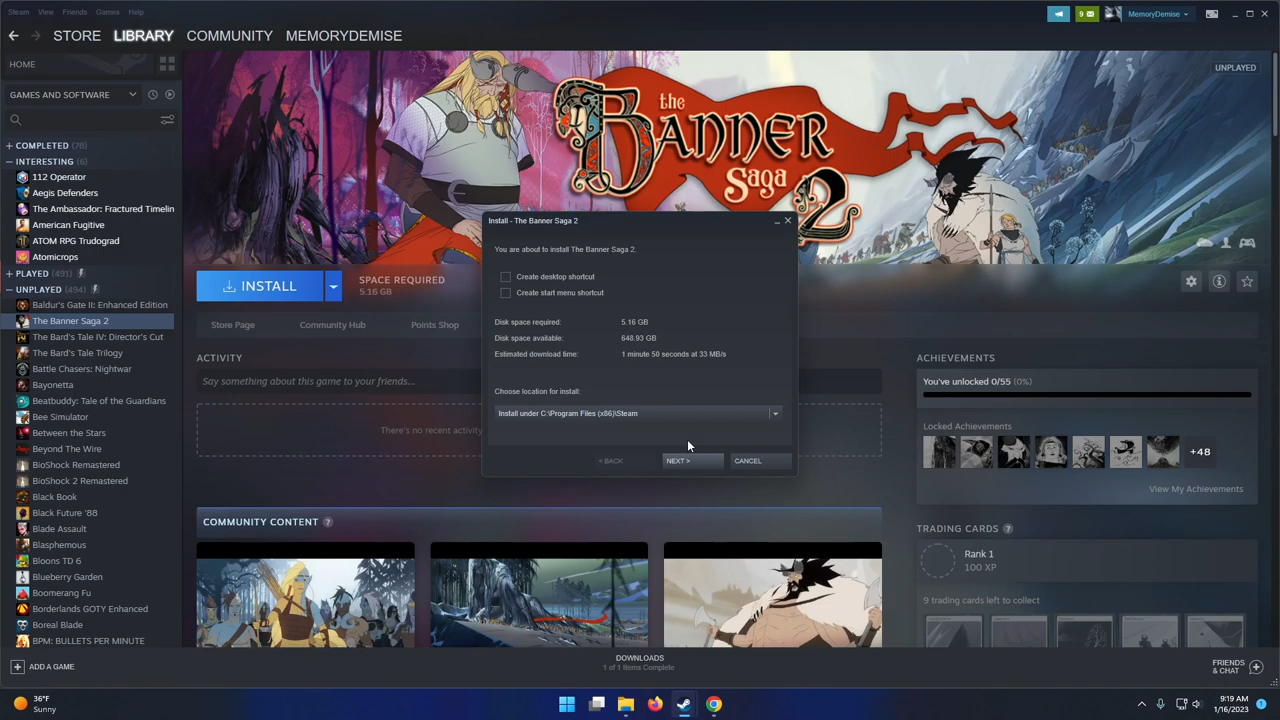 Steam View Friends Games Help
9 MemoryDemise
STORE LIBRARY COMMUNITY MEMORYDEMISE
HOME
UNPLAYED
GAMES AND SOFTWARE
the
BANNER
Saga
2
COMPLETED (76)
INTERESTING (6)
112 Operator
Aegis Defenders
The Ambassador: Fractured Timelin
American Fugitive
ATOM RPG Trudograd
Atomicrops
PLAYED (491)
UNPLAYED (494)
Baldur's Gate II: Enhanced Edition
The Banner Saga 2
The Bard's Tale IV: Director's Cut
The Bard's Tale Trilogy
Battle Chasers: Nightwar
Bayonetta
Beatbuddy: Tale of the Guardians
Bee Simulator
Between the Stars
Beyond The Wire
BioShock Remastered
BioShock 2 Remastered
Black Book
Black Future '88
Blade Assault
Blasphemous
Bloons TD 6
Blueberry Garden
Boomerang Fu
Borderlands GOTY Enhanced
Boreal Blade
BPM: BULLETS PER MINUTE
INSTALL
SPACE REQUIRED
5.16 GB
Store Page Community Hub Points Shop
ACTIVITY
Say something about this game to your friends...
There's no recent activity
COMMUNITY CONTENT ?
Install - The Banner Saga 2
You are about to install The Banner Saga 2.
Create desktop shortcut
Create start menu shortcut
Disk space required: 5.16 GB
Disk space available: 648.93 GB
Estimated download time: 1 minute 50 seconds at 33 MB/s
Choose location for install:
Install under C:\Program Files (x86)\Steam
< BACK NEXT > CANCEL
ACHIEVEMENTS
You've unlocked 0/55 (0%)
Locked Achievements
+48
View My Achievements
TRADING CARDS ?
Rank 1
100 XP
9 trading cards left to collect
ADD A GAME
DOWNLOADS
1 of 1 Items Complete
FRIENDS
& CHAT
36°F
Sunny
9:19 AM
1/16/2023
1